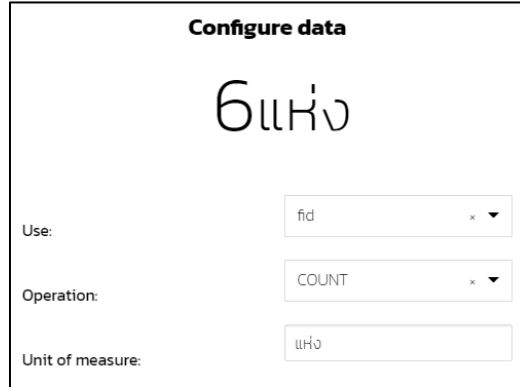 Configure data
6แห่ง
Use:
fid
Operation:
COUNT
Unit of measure:
แห่ง